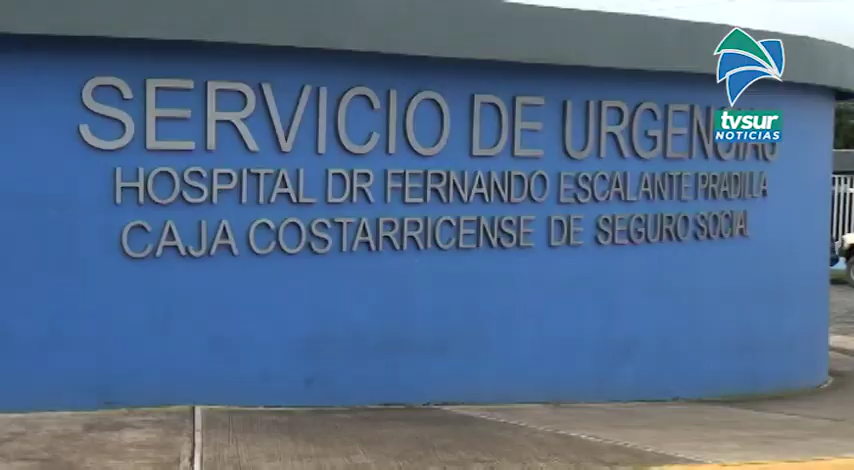 SERVICIO DE URGENCIAS
HOSPITAL DR FERNANDO ESCALANTE PRADILLA
CAJA COSTARRICENSE DE SEGURO SOCIAL
tvsur
NOTICIAS